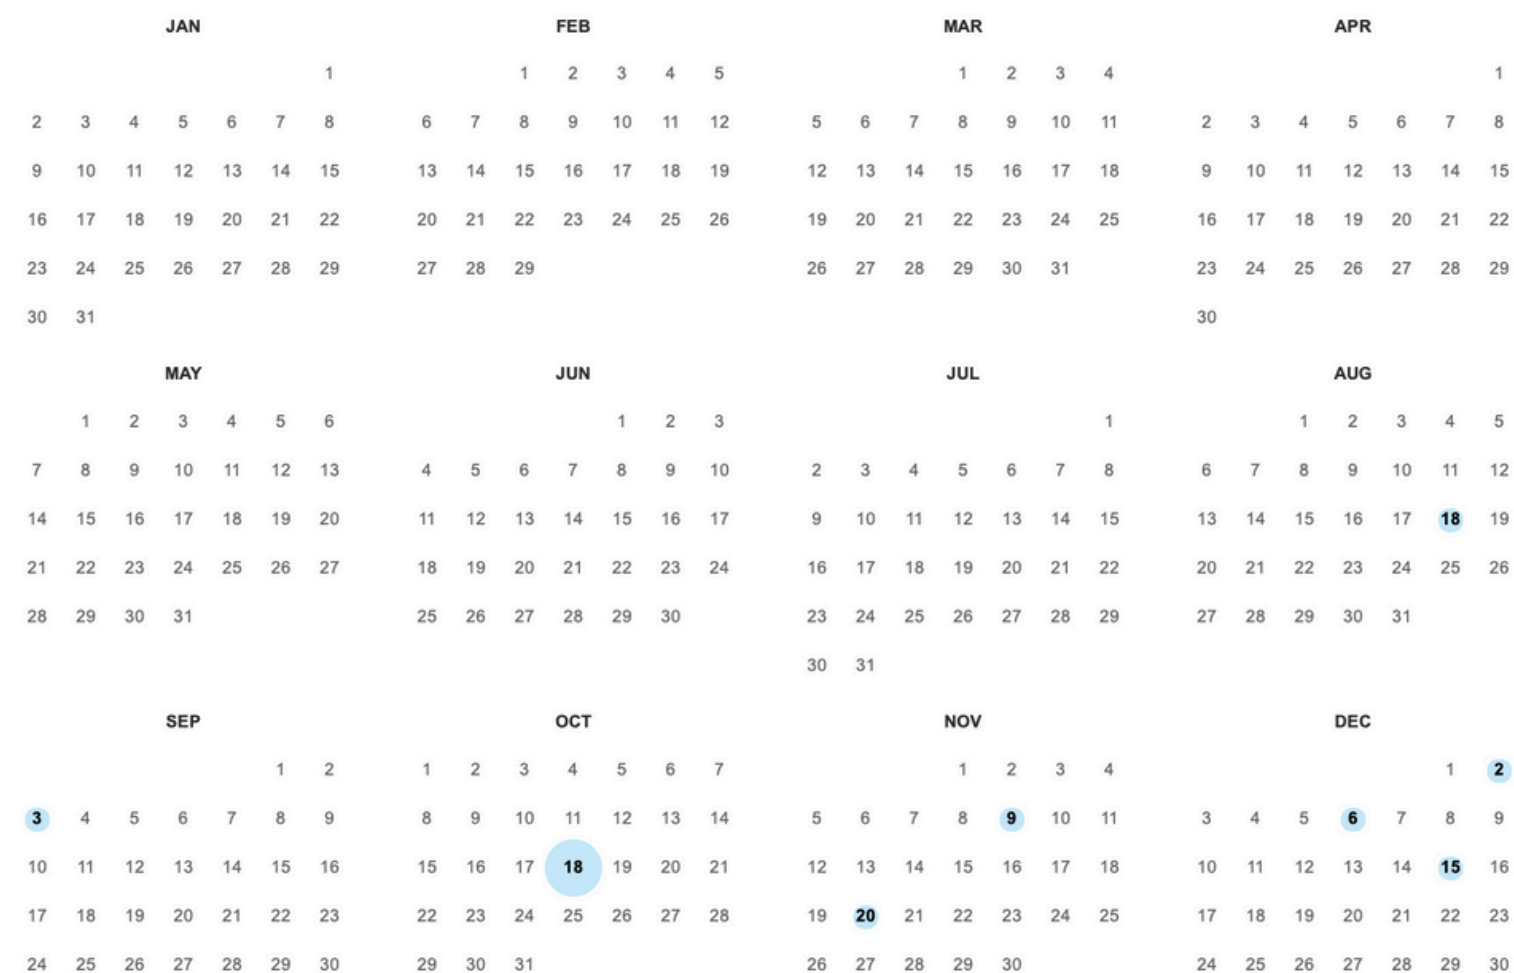 JAN FEB MAR APR
1 1 2 3 4 5 1 2 3 4 1
2 3 4 5 6 7 8 6 7 8 9 10 11 12 5 6 7 8 9 10 11 2 3 4 5 6 7 8
9 10 11 12 13 14 15 13 14 15 16 17 18 19 12 13 14 15 16 17 18 9 10 11 12 13 14 15
16 17 18 19 20 21 22 20 21 22 23 24 25 26 19 20 21 22 23 24 25 16 17 18 19 20 21 22
23 24 25 26 27 28 29 27 28 29 26 27 28 29 30 31 23 24 25 26 27 28 29
30 31 30
MAY JUN JUL AUG
1 2 3 4 5 6 1 2 3 1 1 2 3 4 5
7 8 9 10 11 12 13 4 5 6 7 8 9 10 2 3 4 5 6 7 8 6 7 8 9 10 11 12
14 15 16 17 18 19 20 11 12 13 14 15 16 17 9 10 11 12 13 14 15 13 14 15 16 17 18 19
21 22 23 24 25 26 27 18 19 20 21 22 23 24 16 17 18 19 20 21 22 20 21 22 23 24 25 26
28 29 30 31 25 26 27 28 29 30 23 24 25 26 27 28 29 27 28 29 30 31
30 31
SEP OCT NOV DEC
1 2 1 2 3 4 5 6 7 1 2 3 4 1 2
3 4 5 6 7 8 9 8 9 10 11 12 13 14 5 6 7 8 9 10 11 3 4 5 6 7 8 9
10 11 12 13 14 15 16 15 16 17 18 19 20 21 12 13 14 15 16 17 18 10 11 12 13 14 15 16
17 18 19 20 21 22 23 22 23 24 25 26 27 28 19 20 21 22 23 24 25 17 18 19 20 21 22 23
24 25 26 27 28 29 30 29 30 31 26 27 28 29 30 24 25 26 27 28 29 30